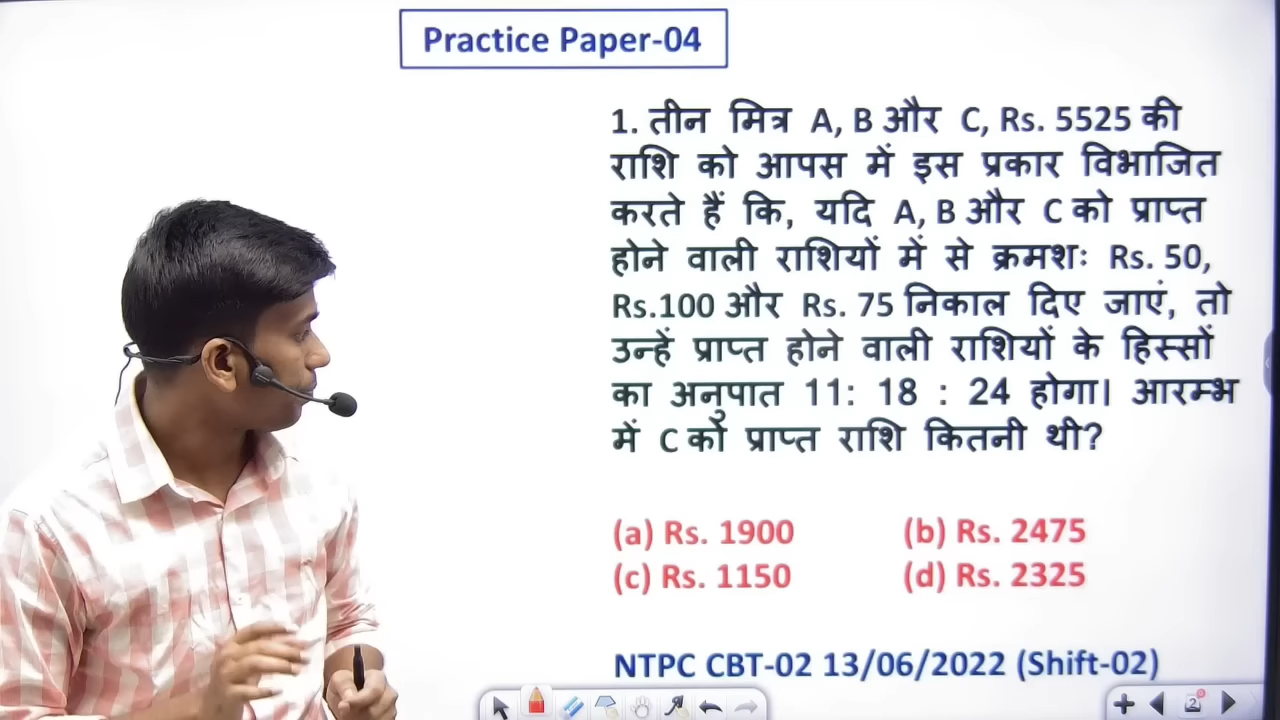 Practice Paper-04
1. तीन मित्र A, B और C, Rs. 5525 की
राशि को आपस में इस प्रकार विभाजित
करते हैं कि, यदि A, B और C को प्राप्त
होने वाली राशियों में से क्रमशः Rs. 50,
Rs.100 और Rs. 75 निकाल दिए जाएं, तो
उन्हें प्राप्त होने वाली राशियों के हिस्सों
का अनुपात 11: 18 : 24 होगा। आरम्भ
में C को प्राप्त राशि कितनी थी?
(a) Rs. 1900 (b) Rs. 2475
(c) Rs. 1150 (d) Rs. 2325
NTPC CBT-02 13/06/2022 (Shift-02)
2